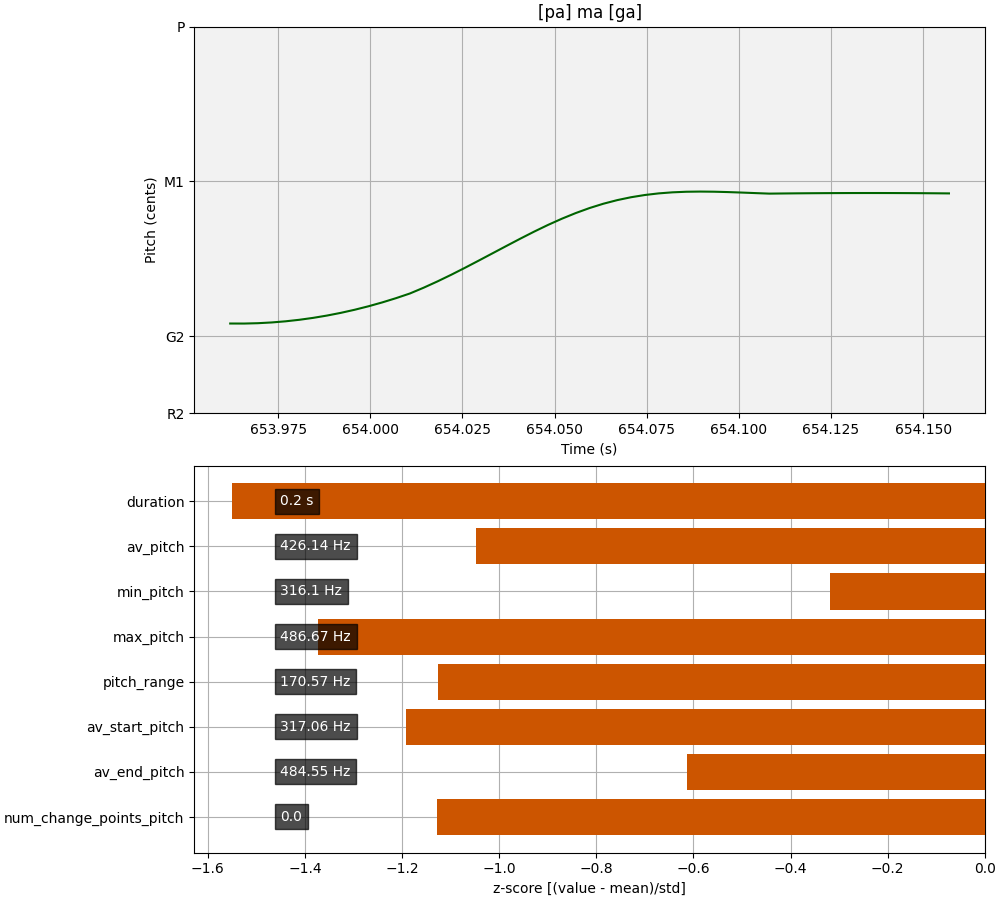 [pa] ma [ga]
P
M1
G2
R2
Pitch (cents)
653.975 654.000 654.025 654.050 654.075 654.100 654.125 654.150
Time (s)
duration 0.2 s
av_pitch 426.14 Hz
min_pitch 316.1 Hz
max_pitch 486.67 Hz
pitch_range 170.57 Hz
av_start_pitch 317.06 Hz
av_end_pitch 484.55 Hz
num_change_points_pitch 0.0
−1.6 −1.4 −1.2 −1.0 −0.8 −0.6 −0.4 −0.2 0.0
z-score [(value - mean)/std]